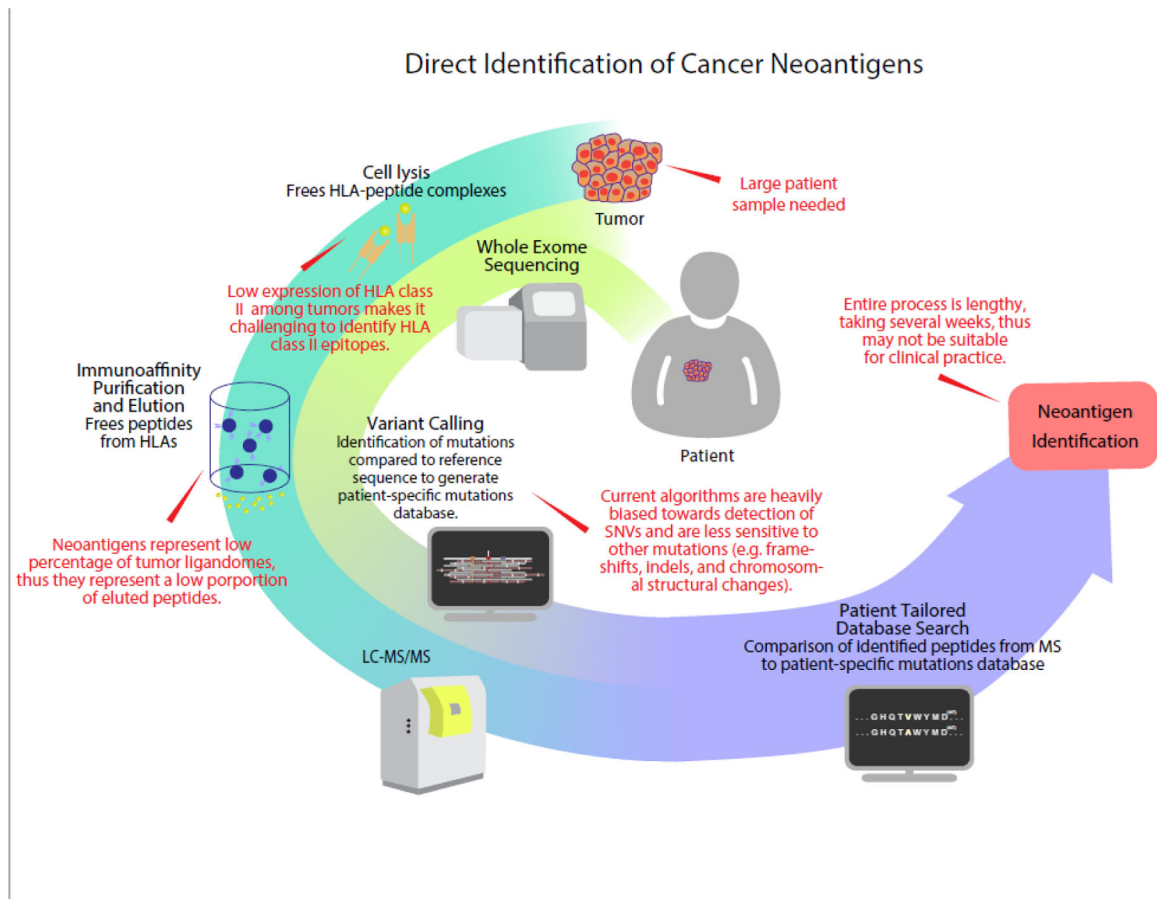 Direct Identification of Cancer Neoantigens
Cell lysis
Frees HLA-peptide complexes
Tumor
Large patient
sample needed
Whole Exome
Sequencing
Low expression of HLA class
II among tumors makes it
challenging to identify HLA
class II epitopes.
Entire process is lengthy,
taking several weeks, thus
may not be suitable
for clinical practice.
Immunoaffinity
Purification
and Elution
Frees peptides
from HLAs
Neoantigen
Identification
Variant Calling
Identification of mutations
compared to reference
sequence to generate
patient-specific mutations
database.
Patient
Current algorithms are heavily
biased towards detection of
SNVs and are less sensitive to
other mutations (e.g. frame-
shifts, indels, and chromosom-
al structural changes).
Neoantigens represent low
percentage of tumor ligandomes,
thus they represent a low porportion
of eluted peptides.
Patient Tailored
Database Search
Comparison of identified peptides from MS
to patient-specific mutations database
LC-MS/MS
...GHQTVWYMD...
...GHQTAWYMD...